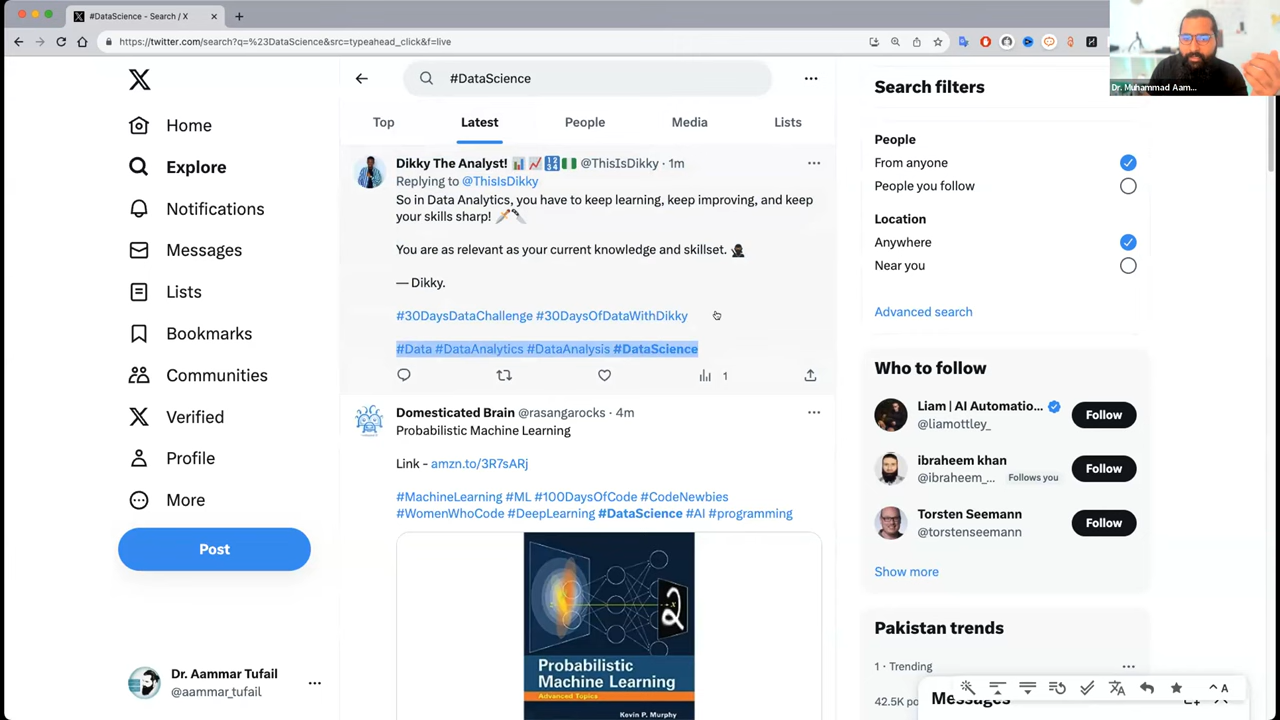 #DataScience - Search / X
https://twitter.com/search?q=%23DataScience&src=typeahead_click&f=live
Dr. Muhammad Aam...
#DataScience
Top
Latest
People
Media
Lists
Home
Explore
Notifications
Messages
Lists
Bookmarks
Communities
Verified
Profile
More
Post
Dr. Aammar Tufail
@aammar_tufail
Dikky The Analyst! @ThisIsDikky · 1m
Replying to @ThisIsDikky
So in Data Analytics, you have to keep learning, keep improving, and keep
your skills sharp!
You are as relevant as your current knowledge and skillset.
— Dikky.
#30DaysDataChallenge #30DaysOfDataWithDikky
#Data #DataAnalytics #DataAnalysis #DataScience
1
Domesticated Brain @rasangarocks · 4m
Probabilistic Machine Learning
Link - amzn.to/3R7sARj
#MachineLearning #ML #100DaysOfCode #CodeNewbies
#WomenWhoCode #DeepLearning #DataScience #AI #programming
Probabilistic
Machine Learning
Advanced Topics
Kevin P. Murphy
Search filters
People
From anyone
People you follow
Location
Anywhere
Near you
Advanced search
Who to follow
Liam | AI Automatio...
@liamottley_
Follow
ibraheem khan
@ibraheem_... Follows you
Follow
Torsten Seemann
@torstenseemann
Follow
Show more
Pakistan trends
1 · Trending
42.5K po
Messages
A